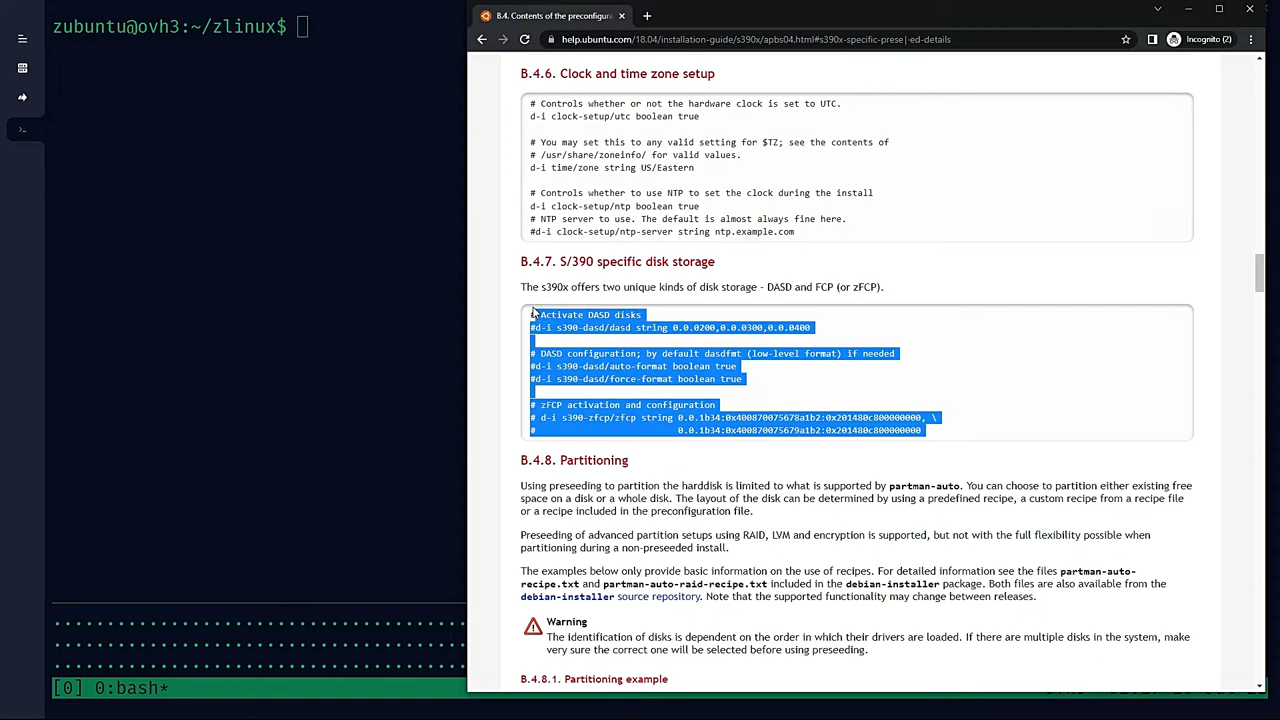 zubuntu@ovh3:~/zlinux$
B.4. Contents of the preconfigura
help.ubuntu.com/18.04/installation-guide/s390x/apbs04.html#s390x-specific-prese|-ed-details
Incognito (2)
B.4.6. Clock and time zone setup
# Controls whether or not the hardware clock is set to UTC.
d-i clock-setup/utc boolean true
# You may set this to any valid setting for $TZ; see the contents of
# /usr/share/zoneinfo/ for valid values.
d-i time/zone string US/Eastern
# Controls whether to use NTP to set the clock during the install
d-i clock-setup/ntp boolean true
# NTP server to use. The default is almost always fine here.
#d-i clock-setup/ntp-server string ntp.example.com
B.4.7. S/390 specific disk storage
The s390x offers two unique kinds of disk storage - DASD and FCP (or zFCP).
# Activate DASD disks
#d-i s390-dasd/dasd string 0.0.0200,0.0.0300,0.0.0400
# DASD configuration; by default dasdfmt (low-level format) if needed
#d-i s390-dasd/auto-format boolean true
#d-i s390-dasd/force-format boolean true
# zFCP activation and configuration
# d-i s390-zfcp/zfcp string 0.0.1b34:0x400870075678a1b2:0x201480c800000000, \
# 0.0.1b34:0x400870075679a1b2:0x201480c800000000
B.4.8. Partitioning
Using preseeding to partition the harddisk is limited to what is supported by partman-auto. You can choose to partition either existing free
space on a disk or a whole disk. The layout of the disk can be determined by using a predefined recipe, a custom recipe from a recipe file
or a recipe included in the preconfiguration file.
Preseeding of advanced partition setups using RAID, LVM and encryption is supported, but not with the full flexibility possible when
partitioning during a non-preseeded install.
The examples below only provide basic information on the use of recipes. For detailed information see the files partman-auto-
recipe.txt and partman-auto-raid-recipe.txt included in the debian-installer package. Both files are also available from the
debian-installer source repository. Note that the supported functionality may change between releases.
Warning
The identification of disks is dependent on the order in which their drivers are loaded. If there are multiple disks in the system, make
very sure the correct one will be selected before using preseeding.
B.4.8.1. Partitioning example
[0] 0:bash*